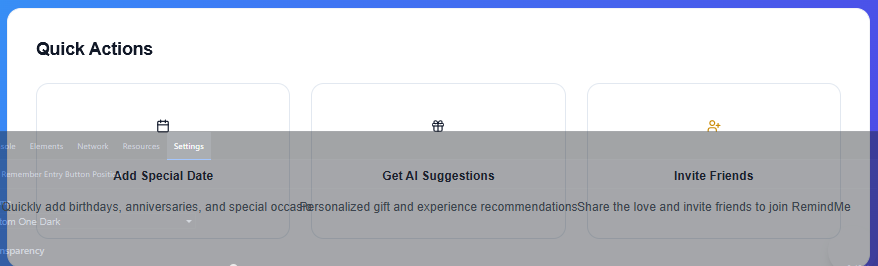 Quick Actions
sole Elements Network Resources Settings
Remember Entry Button Positi
Add Special Date
Get AI Suggestions
Invite Friends
Quickly add birthdays, anniversaries, and special occasio
Personalized gift and experience recommendations
Share the love and invite friends to join RemindMe
tom One Dark
nsparency